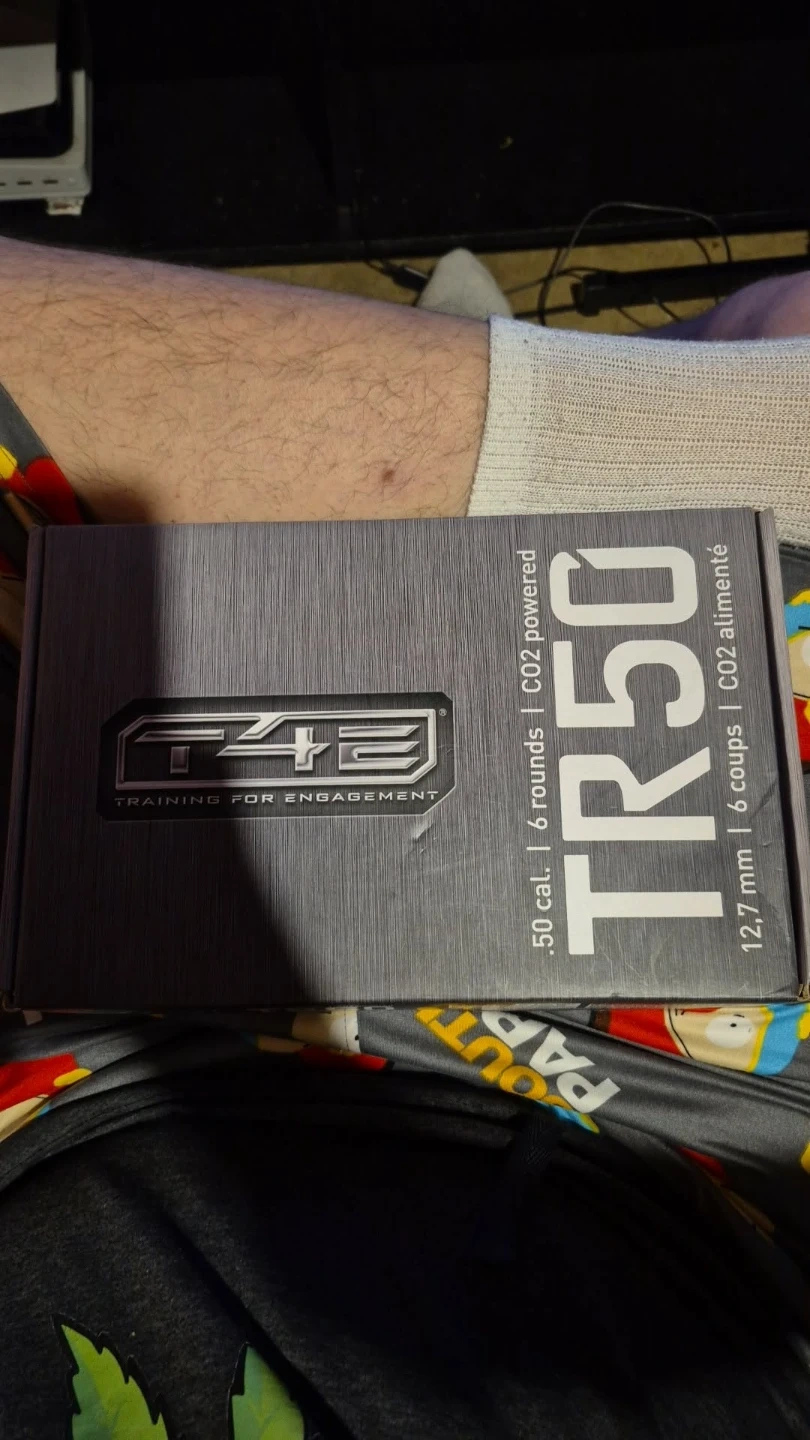 T4E®
TRAINING FOR ENGAGEMENT
.50 cal. | 6 rounds | CO2 powered
TR50
12,7 mm | 6 coups | CO2 alimenté
SOUTH
PAR